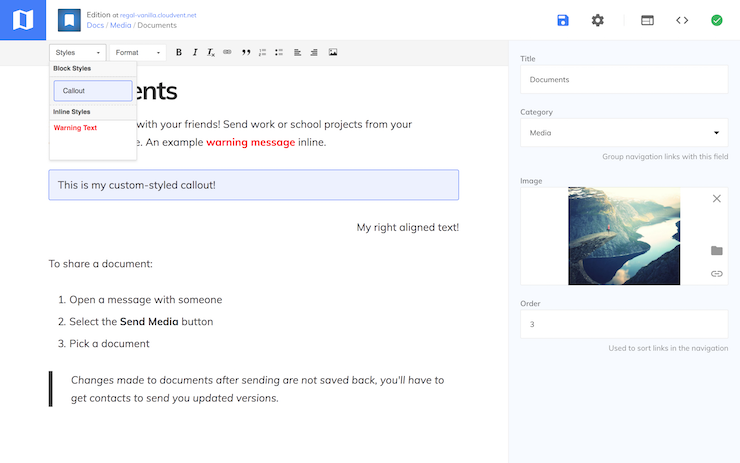 Edition at regal-vanilla.cloudvent.net
Docs / Media / Documents
Styles
Format
B I
Block Styles
Callout
Inline Styles
Warning Text
ents
with your friends! Send work or school projects from your
e. An example warning message inline.
This is my custom-styled callout!
My right aligned text!
To share a document:
1. Open a message with someone
2. Select the Send Media button
3. Pick a document
Changes made to documents after sending are not saved back, you'll have to
get contacts to send you updated versions.
Title
Documents
Category
Media
Group navigation links with this field
Image
Order
3
Used to sort links in the navigation